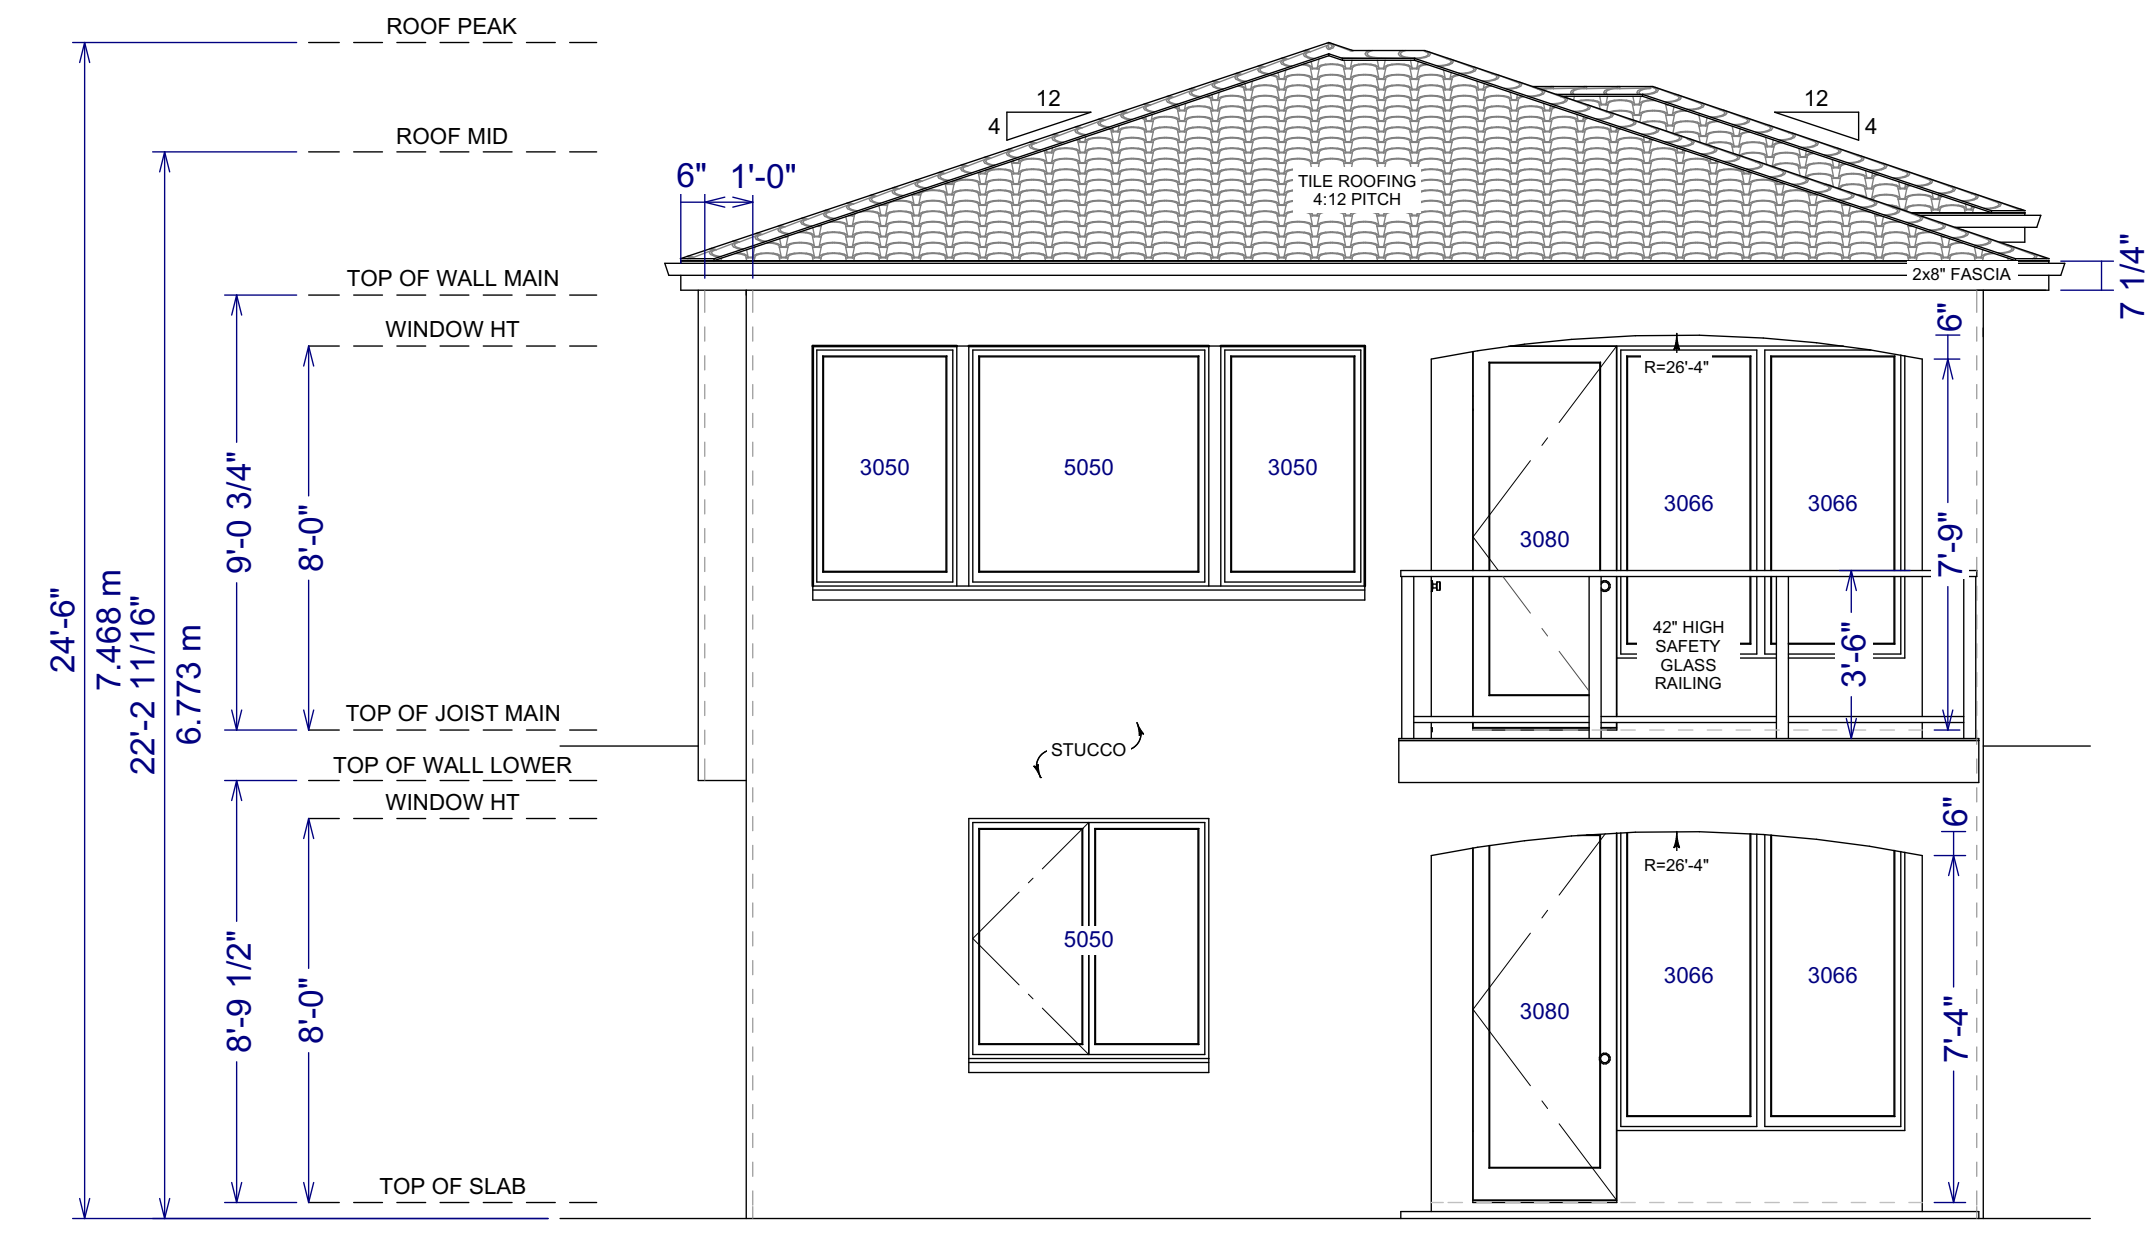 ROOF PEAK
12
12
4
4
ROOF MID
6" 1'-0"
TILE ROOFING
4:12 PITCH
TOP OF WALL MAIN
2x8" FASCIA
7 1/4"
WINDOW HT
6"
R=26'-4"
3050
5050
3050
3066
3066
3080
9'-0 3/4"
8'-0"
7'-9"
24'-6"
7.468 m
22'-2 11/16"
6.773 m
42" HIGH
SAFETY
GLASS
RAILING
3'-6"
TOP OF JOIST MAIN
STUCCO
TOP OF WALL LOWER
WINDOW HT
6"
R=26'-4"
5050
3066
3066
3080
8'-9 1/2"
8'-0"
7'-4"
TOP OF SLAB